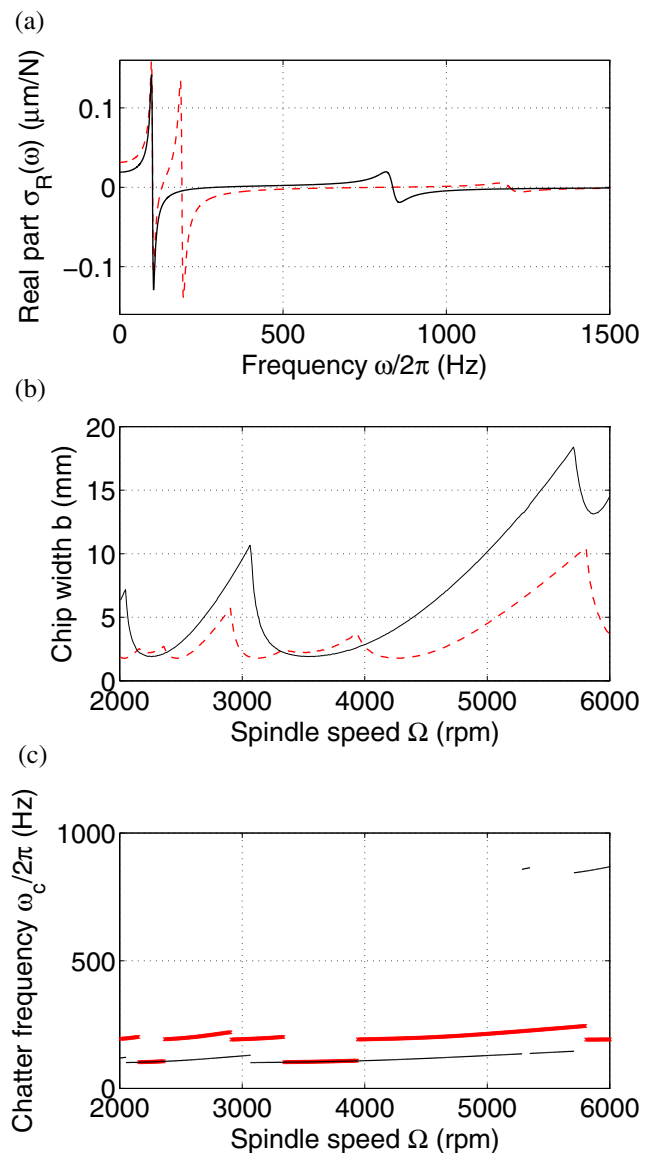 (a)
Real part σ_R(ω) (μm/N)
0.1
0
−0.1
0 500 1000 1500
Frequency ω/2π (Hz)
(b)
Chip width b (mm)
20
15
10
5
0
2000 3000 4000 5000 6000
Spindle speed Ω (rpm)
(c)
Chatter frequency ω_c/2π (Hz)
1000
500
0
2000 3000 4000 5000 6000
Spindle speed Ω (rpm)